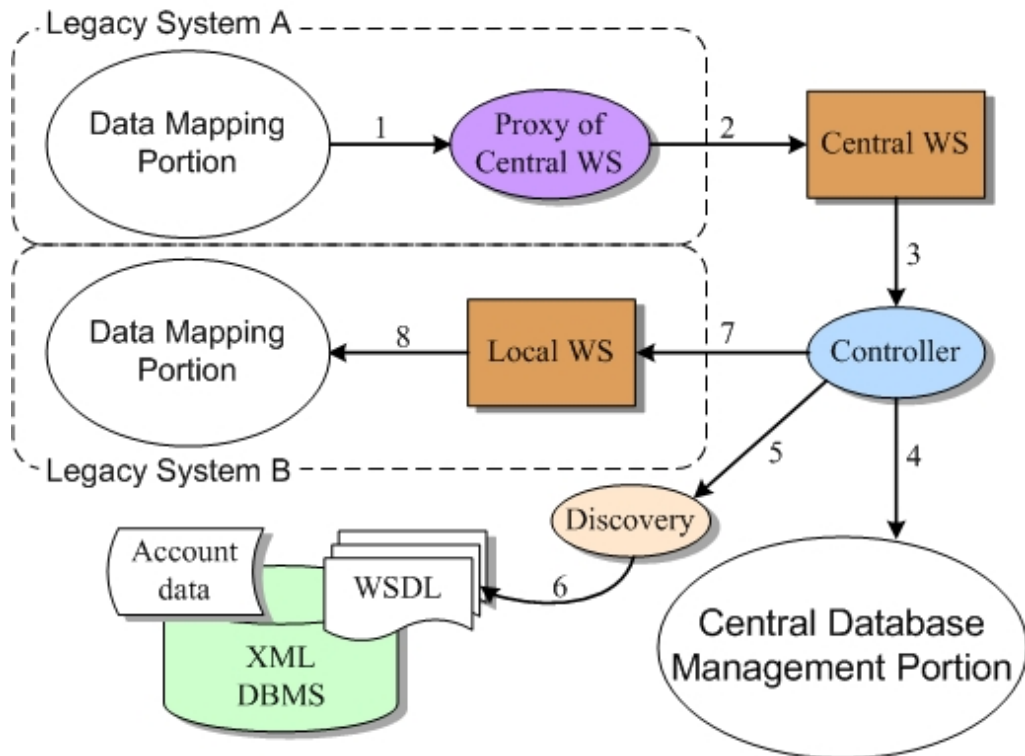 Legacy System A
Data Mapping
Portion
1
Proxy of
Central WS
2
Central WS
3
Data Mapping
Portion
8
Local WS
7
Controller
Legacy System B
5
4
Discovery
Account
data
WSDL
6
XML
DBMS
Central Database
Management Portion